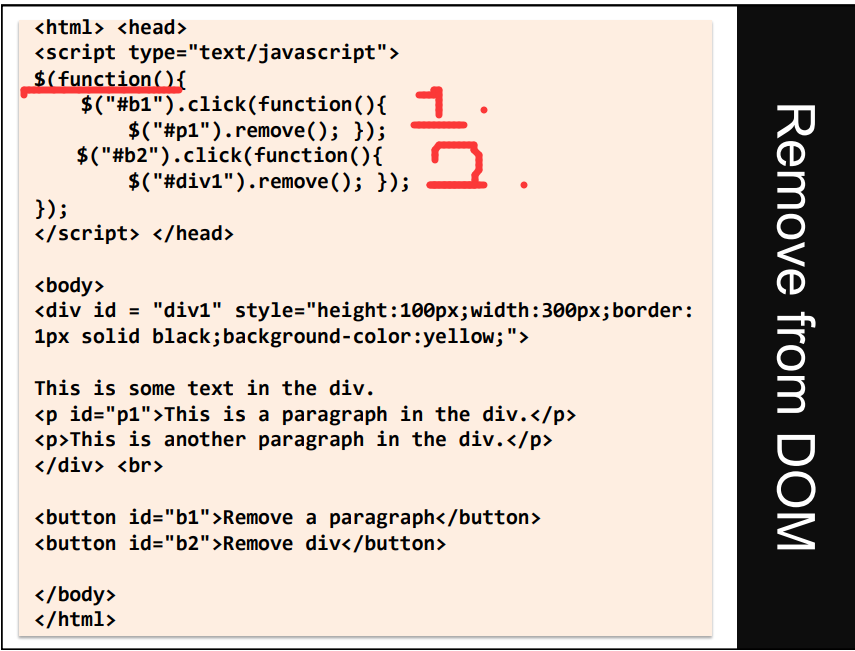 <html> <head>
<script type="text/javascript">
$(function(){
$("#b1").click(function(){
$("#p1").remove(); });
$("#b2").click(function(){
$("#div1").remove(); });
});
</script> </head>
<body>
<div id = "div1" style="height:100px;width:300px;border:
1px solid black;background-color:yellow;">
This is some text in the div.
<p id="p1">This is a paragraph in the div.</p>
<p>This is another paragraph in the div.</p>
</div> <br>
<button id="b1">Remove a paragraph</button>
<button id="b2">Remove div</button>
</body>
</html>
1.
2.
Remove from DOM